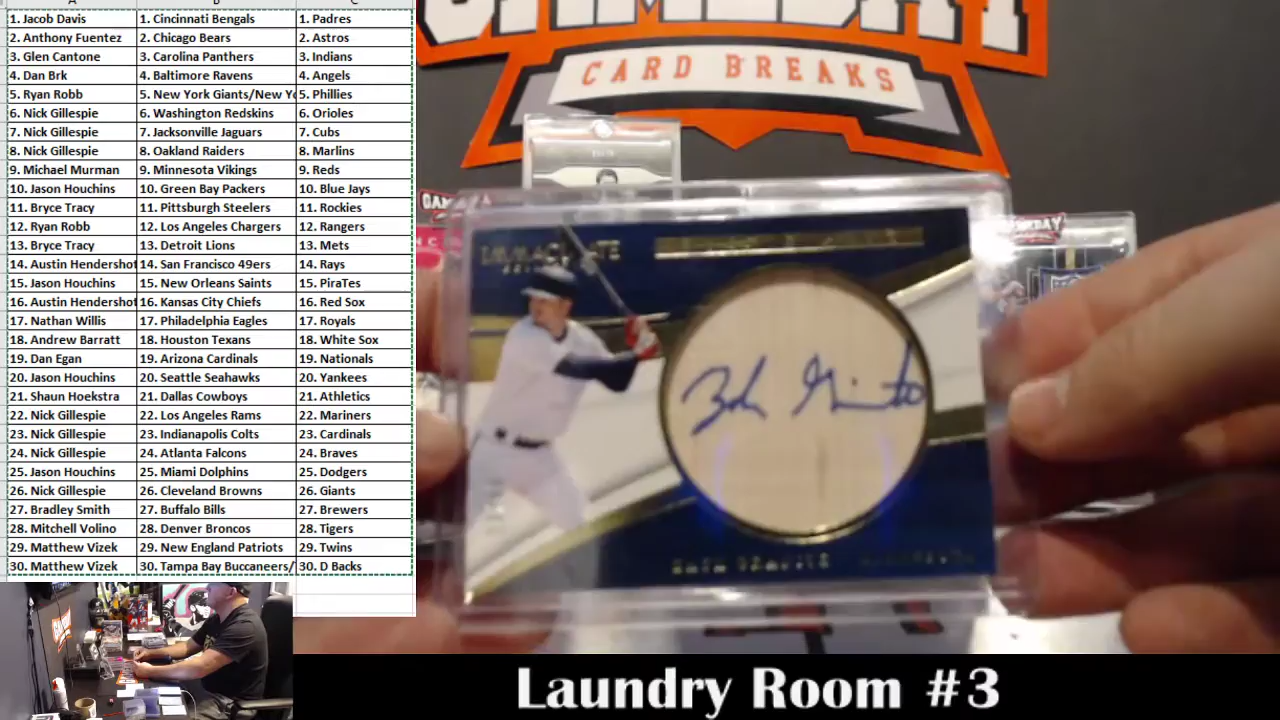 A B C
1. Jacob Davis 1. Cincinnati Bengals 1. Padres
2. Anthony Fuentez 2. Chicago Bears 2. Astros
3. Glen Cantone 3. Carolina Panthers 3. Indians
4. Dan Brk 4. Baltimore Ravens 4. Angels
5. Ryan Robb 5. New York Giants/New Yo 5. Phillies
6. Nick Gillespie 6. Washington Redskins 6. Orioles
7. Nick Gillespie 7. Jacksonville Jaguars 7. Cubs
8. Nick Gillespie 8. Oakland Raiders 8. Marlins
9. Michael Murman 9. Minnesota Vikings 9. Reds
10. Jason Houchins 10. Green Bay Packers 10. Blue Jays
11. Bryce Tracy 11. Pittsburgh Steelers 11. Rockies
12. Ryan Robb 12. Los Angeles Chargers 12. Rangers
13. Bryce Tracy 13. Detroit Lions 13. Mets
14. Austin Hendershot 14. San Francisco 49ers 14. Rays
15. Jason Houchins 15. New Orleans Saints 15. PiraTes
16. Austin Hendershot 16. Kansas City Chiefs 16. Red Sox
17. Nathan Willis 17. Philadelphia Eagles 17. Royals
18. Andrew Barratt 18. Houston Texans 18. White Sox
19. Dan Egan 19. Arizona Cardinals 19. Nationals
20. Jason Houchins 20. Seattle Seahawks 20. Yankees
21. Shaun Hoekstra 21. Dallas Cowboys 21. Athletics
22. Nick Gillespie 22. Los Angeles Rams 22. Mariners
23. Nick Gillespie 23. Indianapolis Colts 23. Cardinals
24. Nick Gillespie 24. Atlanta Falcons 24. Braves
25. Jason Houchins 25. Miami Dolphins 25. Dodgers
26. Nick Gillespie 26. Cleveland Browns 26. Giants
27. Bradley Smith 27. Buffalo Bills 27. Brewers
28. Mitchell Volino 28. Denver Broncos 28. Tigers
29. Matthew Vizek 29. New England Patriots 29. Twins
30. Matthew Vizek 30. Tampa Bay Buccaneers/ 30. D Backs
GAMEDAY
CARD BREAKS
IMMACULATE
Laundry Room #3